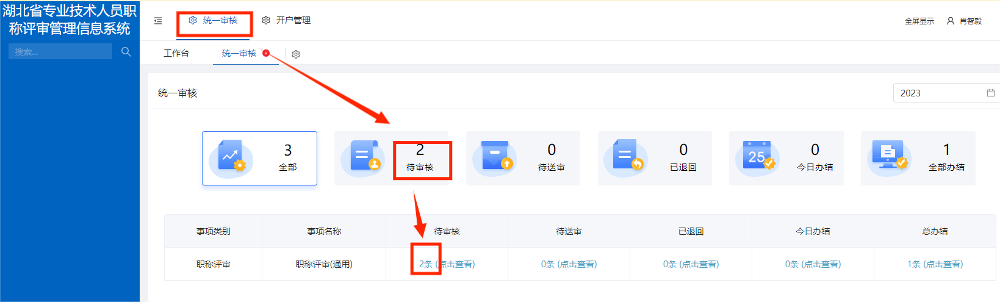 湖北省专业技术人员职
称评审管理信息系统
搜索...
统一审核
开户管理
全屏显示
肖智毅
工作台
统一审核
统一审核
2023
3
全部
2
待审核
0
待送审
0
已退回
25
0
今日办结
1
全部办结
事项类别 事项名称 待审核 待送审 已退回 今日办结 总办结
职称评审 职称评审(通用) 2条 (点击查看) 0条 (点击查看) 0条 (点击查看) 0条 (点击查看) 1条 (点击查看)